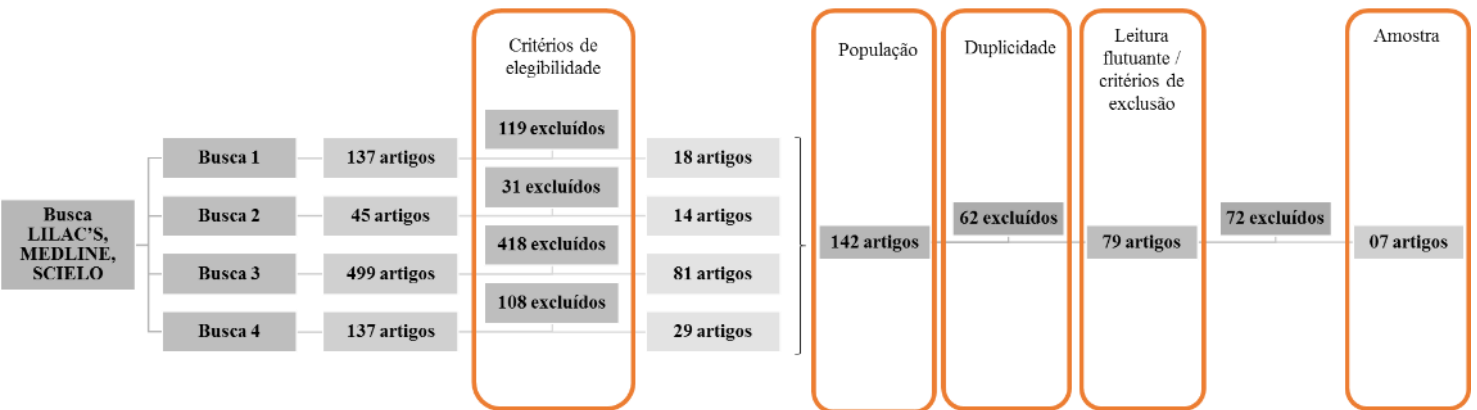 Critérios de
elegibilidade
População
Duplicidade
Leitura
flutuante /
critérios de
exclusão
Amostra
Busca
LILAC'S,
MEDLINE,
SCIELO
Busca 1
137 artigos
119 excluídos
18 artigos
Busca 2
45 artigos
31 excluídos
14 artigos
Busca 3
499 artigos
418 excluídos
81 artigos
Busca 4
137 artigos
108 excluídos
29 artigos
142 artigos
62 excluídos
79 artigos
72 excluídos
07 artigos